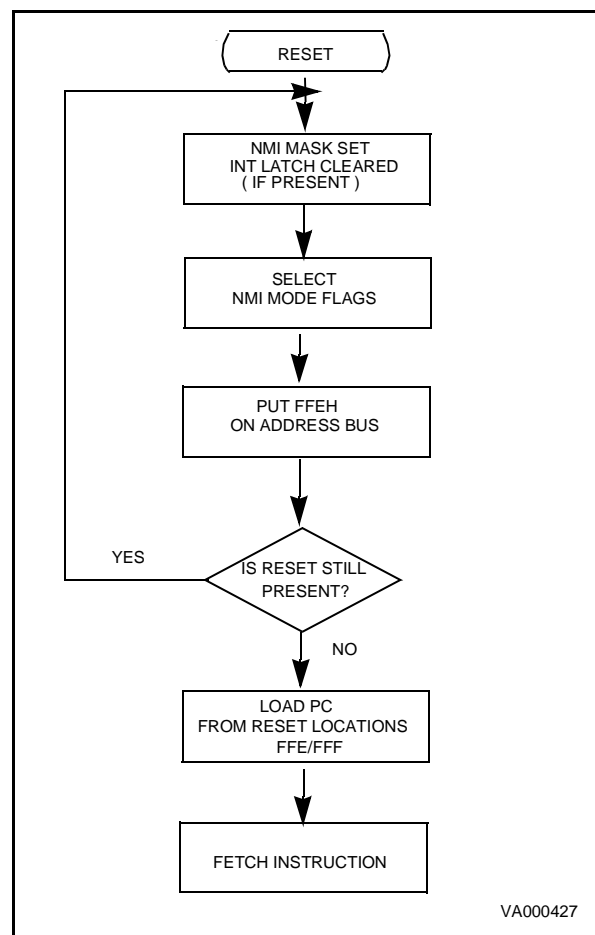 RESET
NMI MASK SET
INT LATCH CLEARED
( IF PRESENT )
SELECT
NMI MODE FLAGS
PUT FFEH
ON ADDRESS BUS
YES
IS RESET STILL
PRESENT?
NO
LOAD PC
FROM RESET LOCATIONS
FFE/FFF
FETCH INSTRUCTION
VA000427